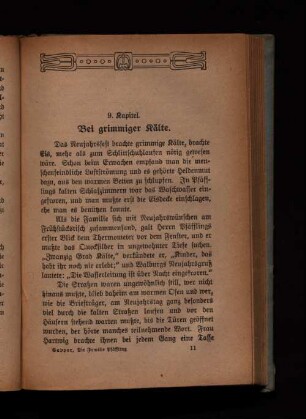 9. Kapitel.
Bei grimmiger Kälte.
Das Neujahrsfest brachte grimmige Kälte, brachte
Eis, mehr als zum Schlittschuhlaufen nötig gewesen
wäre. Schon beim Erwachen empfand man die men-
schenfeindliche Luftströmung und es gehörte Heldenmut
dazu, aus den warmen Betten zu schlüpfen. In Pfäff-
lings kaltem Schlafzimmer war das Waschwasser einge-
froren, und man mußte erst die Eisdecke einschlagen,
ehe man es benützen konnte.
Als die Familie sich mit Neujahrswünschen am
Frühstückstisch zusammenfand, galt Herrn Pfäfflings
erster Blick dem Thermometer vor dem Fenster, und er
mußte das Quecksilber in ungewohnter Tiefe suchen.
„Zwanzig Grad Kälte,“ verkündete er, „Kinder, das
habt ihr noch nie erlebt!“ und Walburgs Neujahrsgruß
lautete: „Die Wasserleitung ist über Nacht eingefroren.“
Die Straßen waren ungewöhnlich still, wer nicht
hinaus mußte, blieb daheim am warmen Ofen, und wer,
wie die Briefträger, am Neujahrstag ganz besonders
viel durch die kalten Straßen laufen und vor den
Häusern stehend warten mußte, bis die Türen geöffnet
wurden, der hörte manches teilnehmende Wort. Frau
Hartwig brachte ihnen bei jedem Gang eine Tasse
Sapper, Die Familie Pfäffling. 11